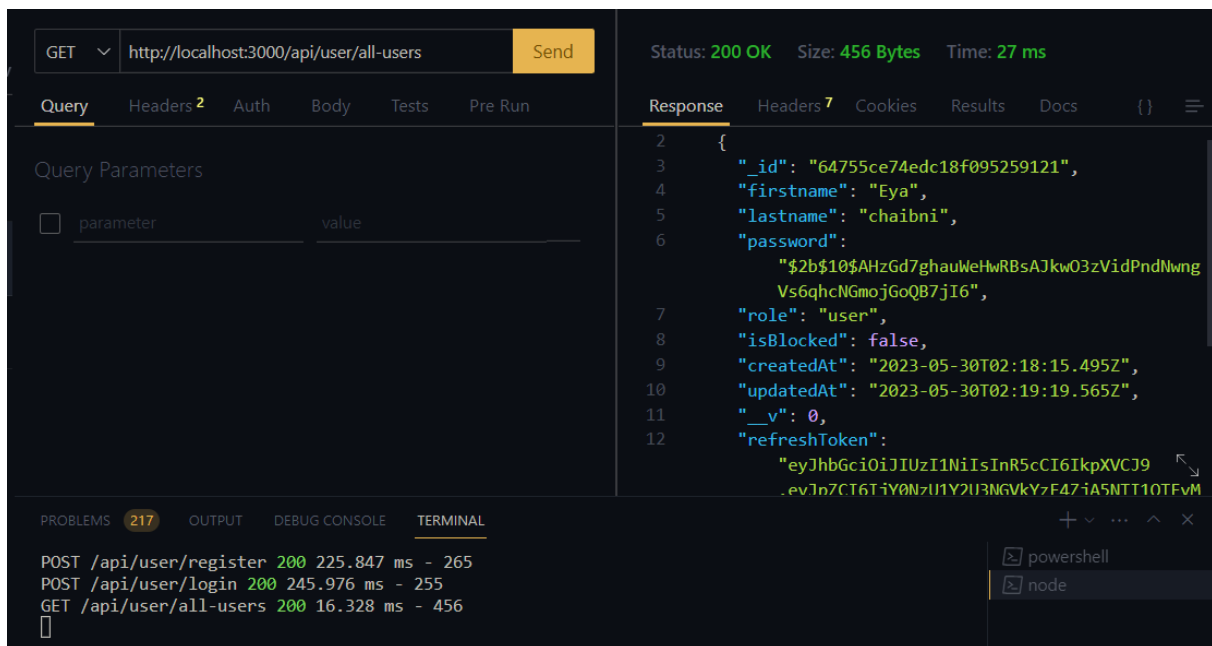 GET http://localhost:3000/api/user/all-users Send
Query Headers 2 Auth Body Tests Pre Run
Query Parameters
parameter value
Status: 200 OK Size: 456 Bytes Time: 27 ms
Response Headers 7 Cookies Results Docs {}
2 {
3 "_id": "64755ce74edc18f095259121",
4 "firstname": "Eya",
5 "lastname": "chaibni",
6 "password":
"$2b$10$AHzGd7ghauWeHwRBsAJkwO3zVidPndNwng
Vs6qhcNGmojGoQB7jI6",
7 "role": "user",
8 "isBlocked": false,
9 "createdAt": "2023-05-30T02:18:15.495Z",
10 "updatedAt": "2023-05-30T02:19:19.565Z",
11 "__v": 0,
12 "refreshToken":
"eyJhbGciOiJIUzI1NiIsInR5cCI6IkpXVCJ9
PROBLEMS 217 OUTPUT DEBUG CONSOLE TERMINAL
POST /api/user/register 200 225.847 ms - 265
POST /api/user/login 200 245.976 ms - 255
GET /api/user/all-users 200 16.328 ms - 456
powershell
node